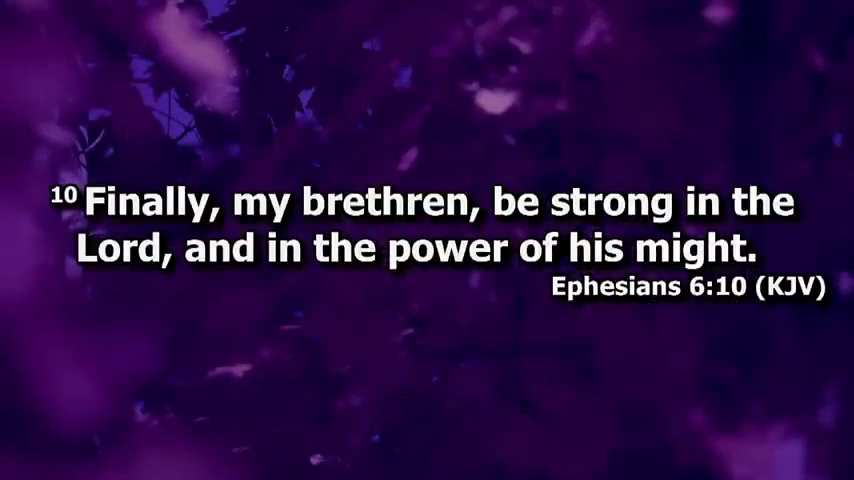 10 Finally, my brethren, be strong in the
Lord, and in the power of his might.
Ephesians 6:10 (KJV)